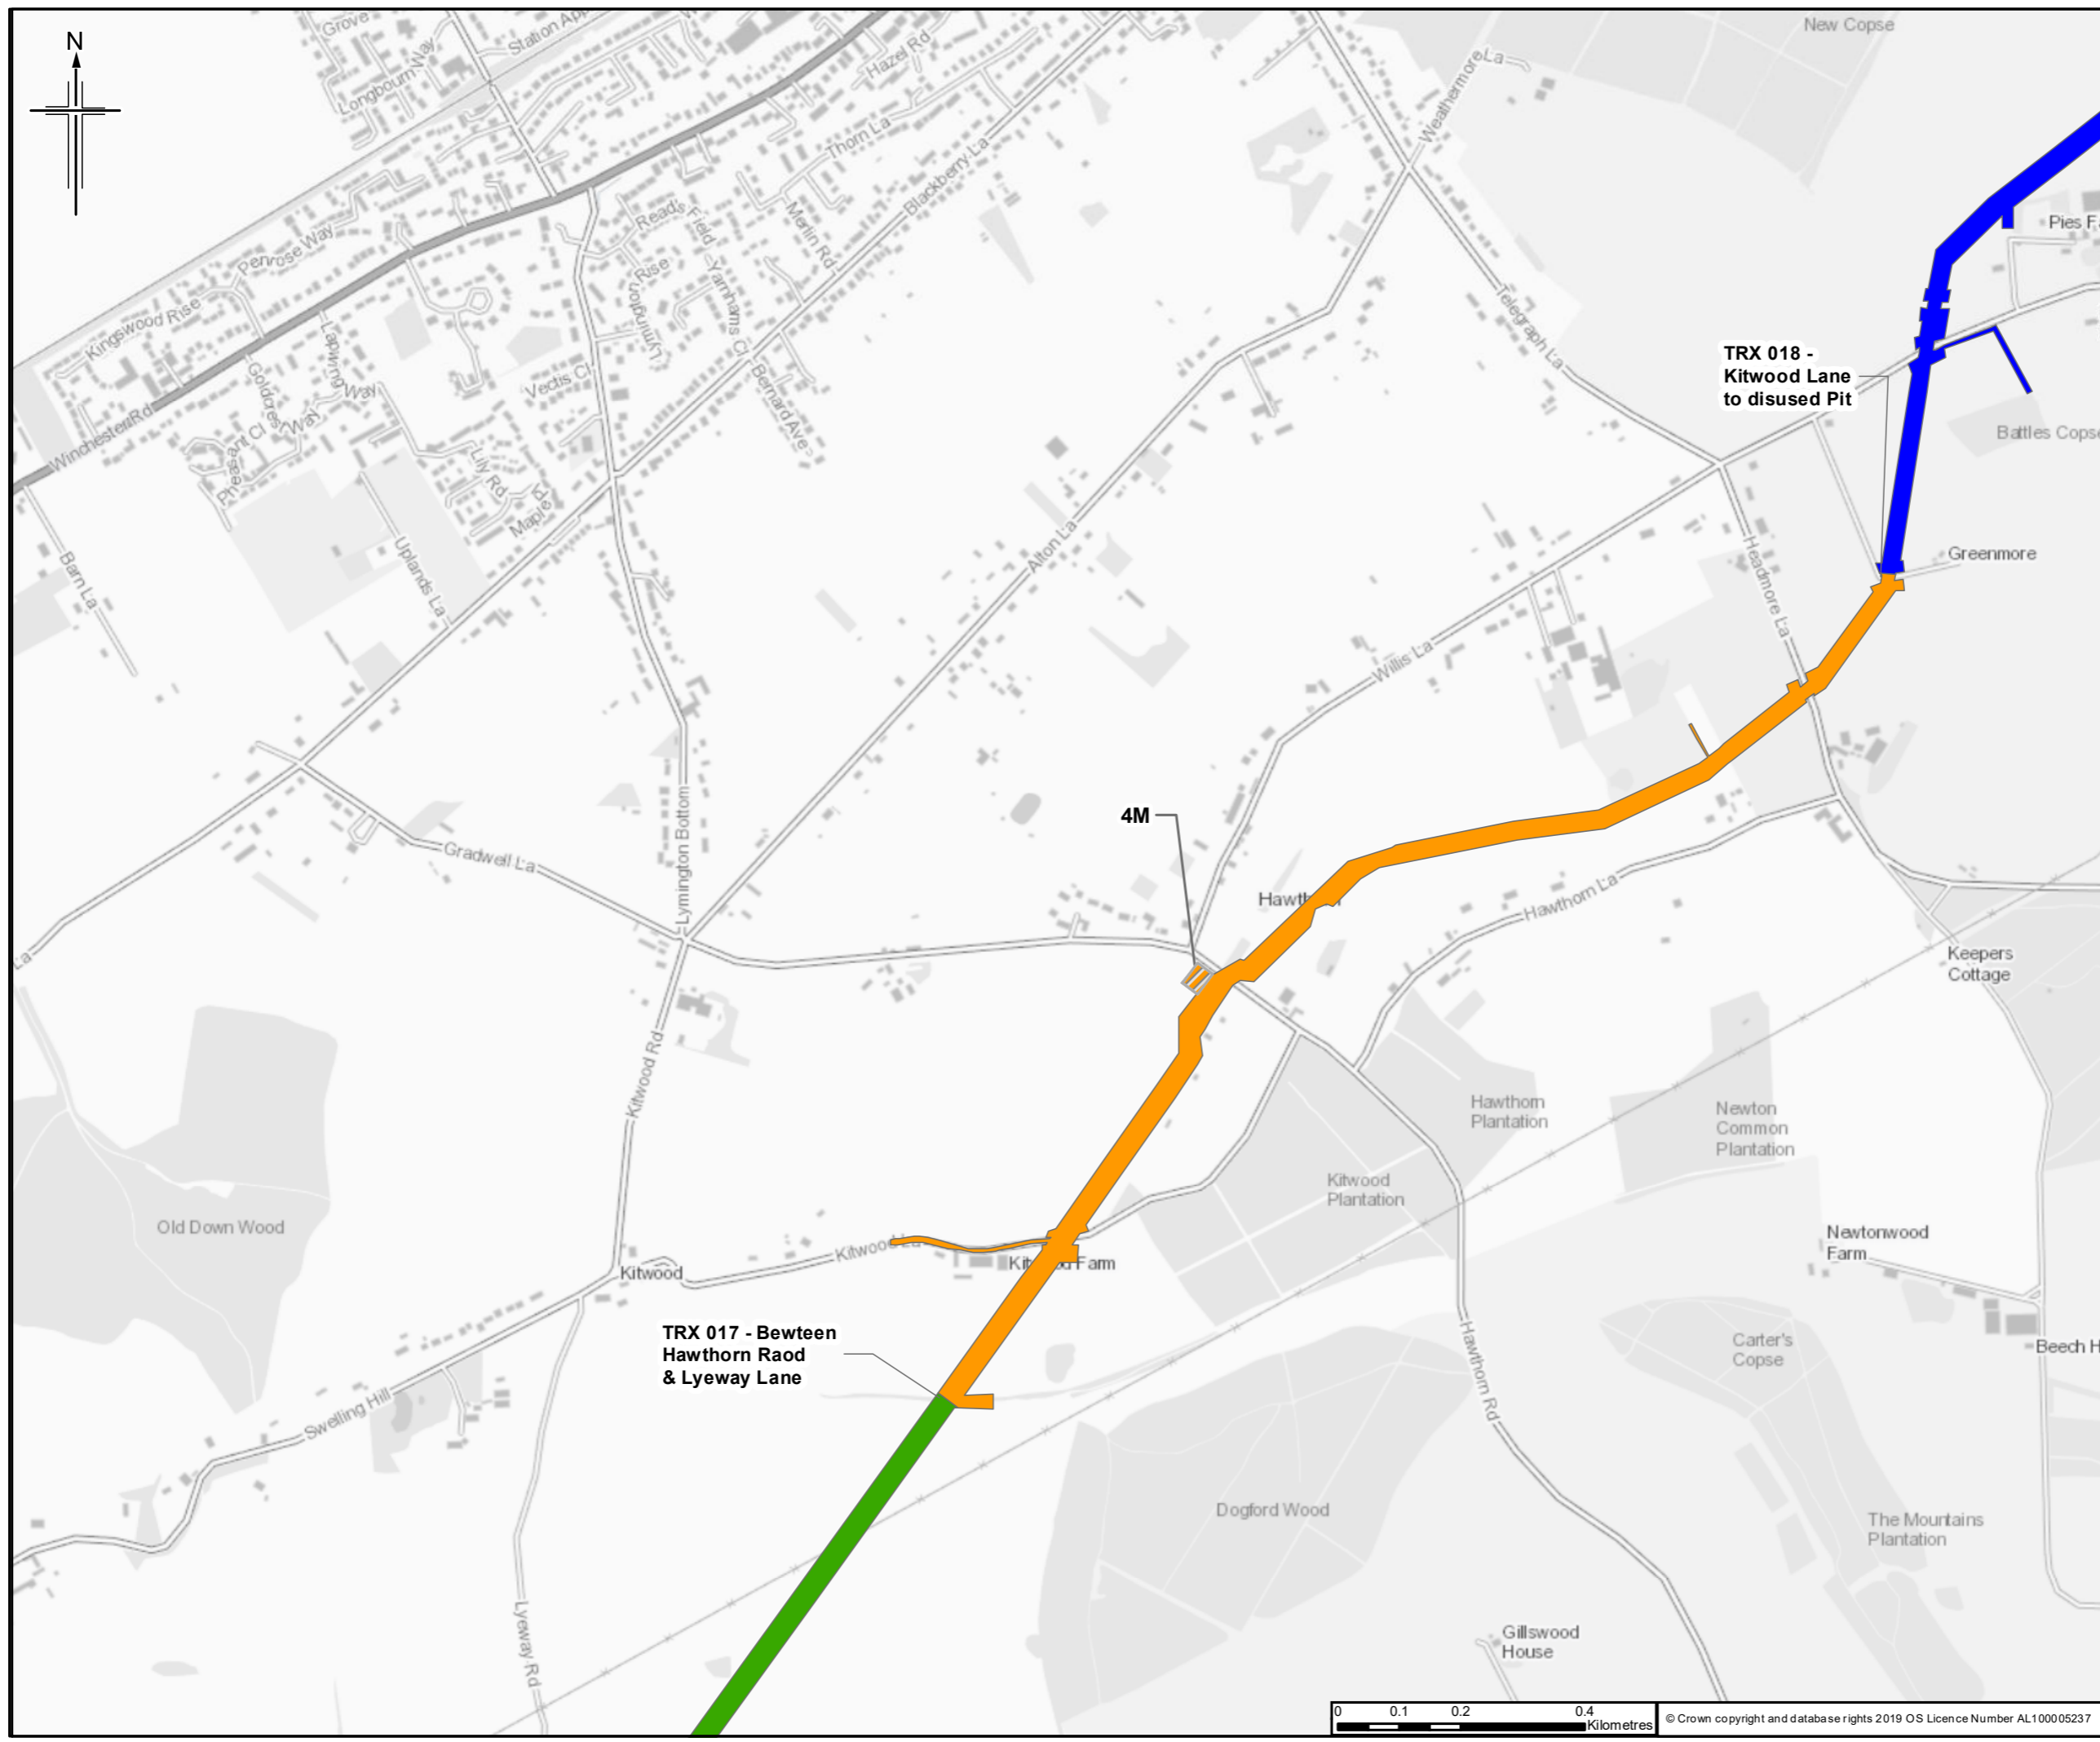 N
Grove
Station App
Longbourn Way
Hazel Rd
Weathermore La
New Copse
Thorn La
Blackberry La
Penrose Way
Read's Field
Merlin Rd
Pies F
Lymington Rise
Yarnhams Cl
Kingswood Rise
Lapwing Way
Telegraph La
Goldcrest Way
Vectis Cl
Bernard Ave
TRX 018 -
Kitwood Lane
to disused Pit
Winchester Rd
Pheasant Cl
Lily Rd
Maple
Battles Copse
Barn La
Uplands La
Alton La
Headmore La
Greenmore
Willis La
4M
Lymington Bottom
Gradwell La
Hawth
Hawthorn La
La
Keepers
Cottage
Kitwood Rd
Hawthorn
Plantation
Newton
Common
Plantation
Kitwood
Plantation
Old Down Wood
Newtonwood
Farm
Kitwood La
Kitwood
Kitwood Farm
TRX 017 - Bewteen
Hawthorn Raod
& Lyeway Lane
Carter's
Copse
Beech H
Hawthorn Rd
Swelling Hill
Dogford Wood
The Mountains
Plantation
Lyeway Rd
Gillswood
House
0 0.1 0.2 0.4
Kilometres
© Crown copyright and database rights 2019 OS Licence Number AL100005237